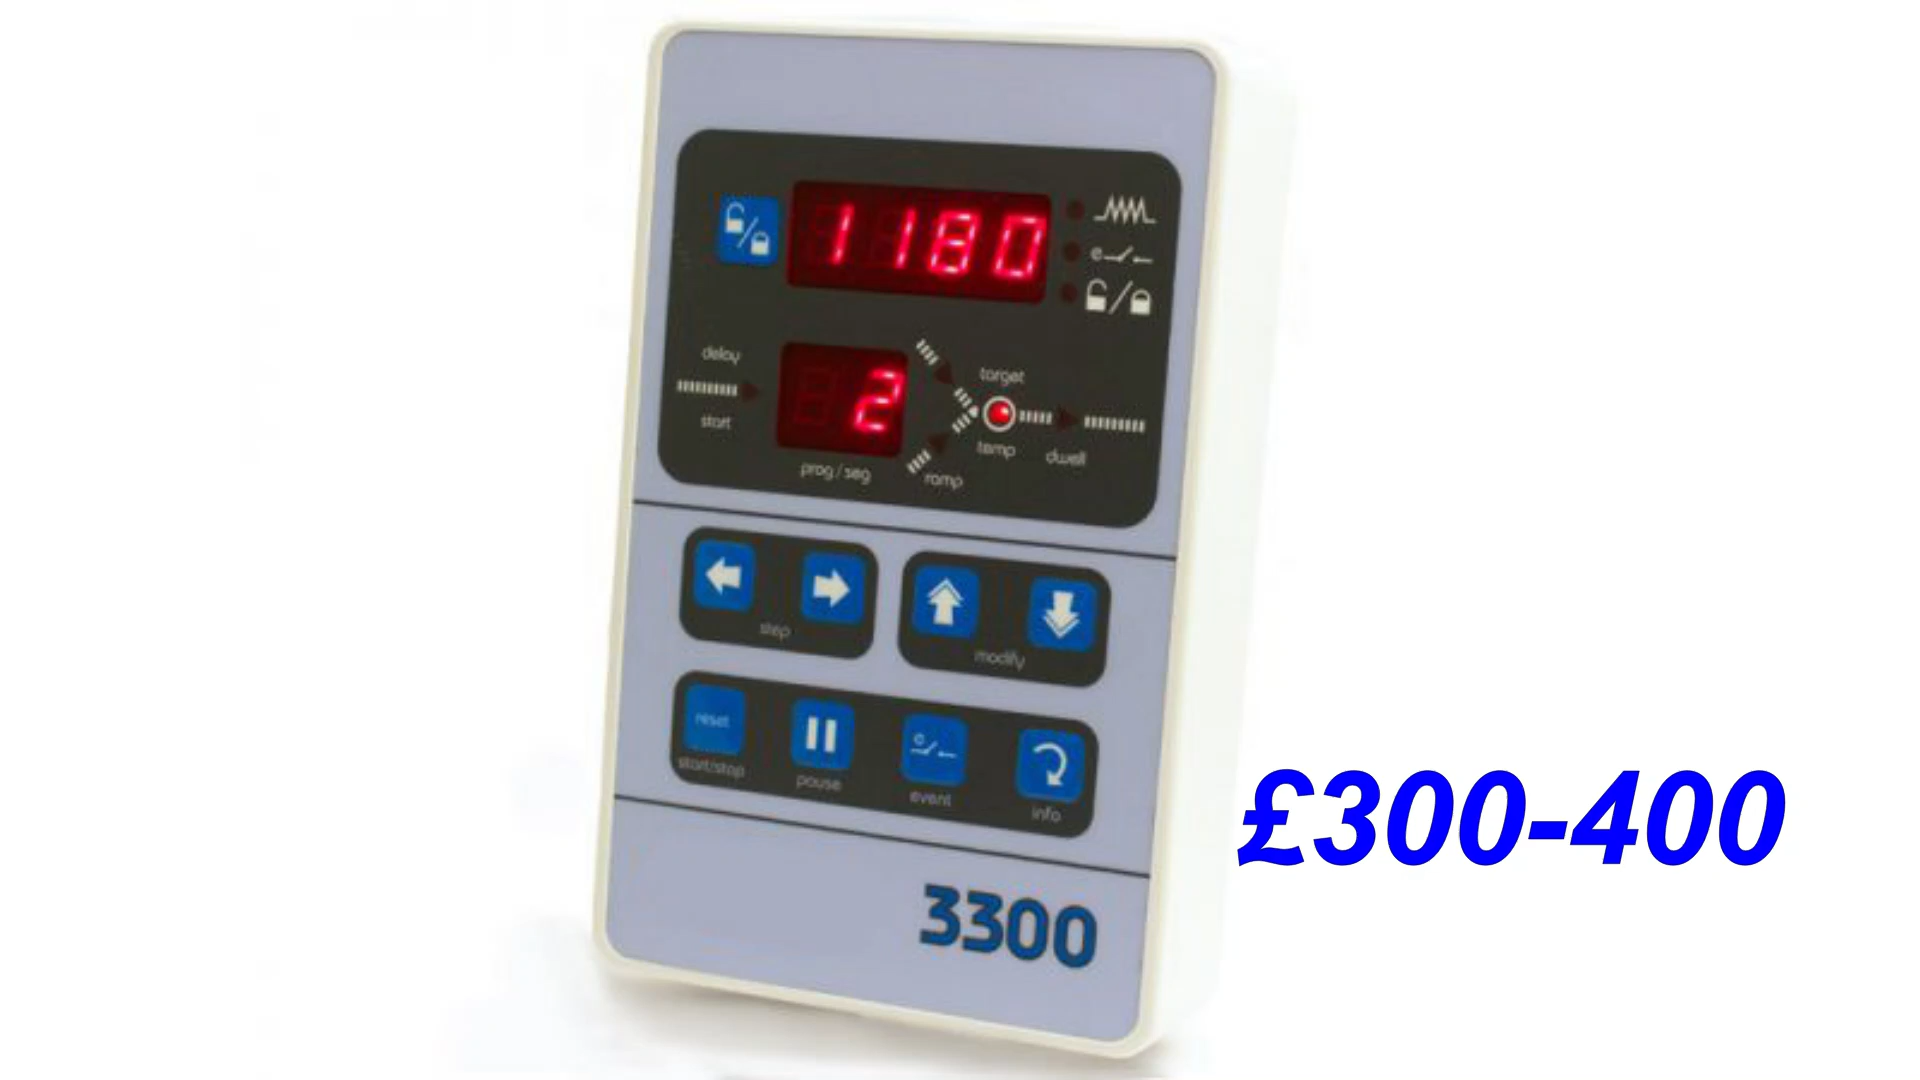 1180
delay
start
2
prog / seg
target
temp
ramp
dwell
step
modify
reset
start/stop
pause
e
event
info
3300
£300-400